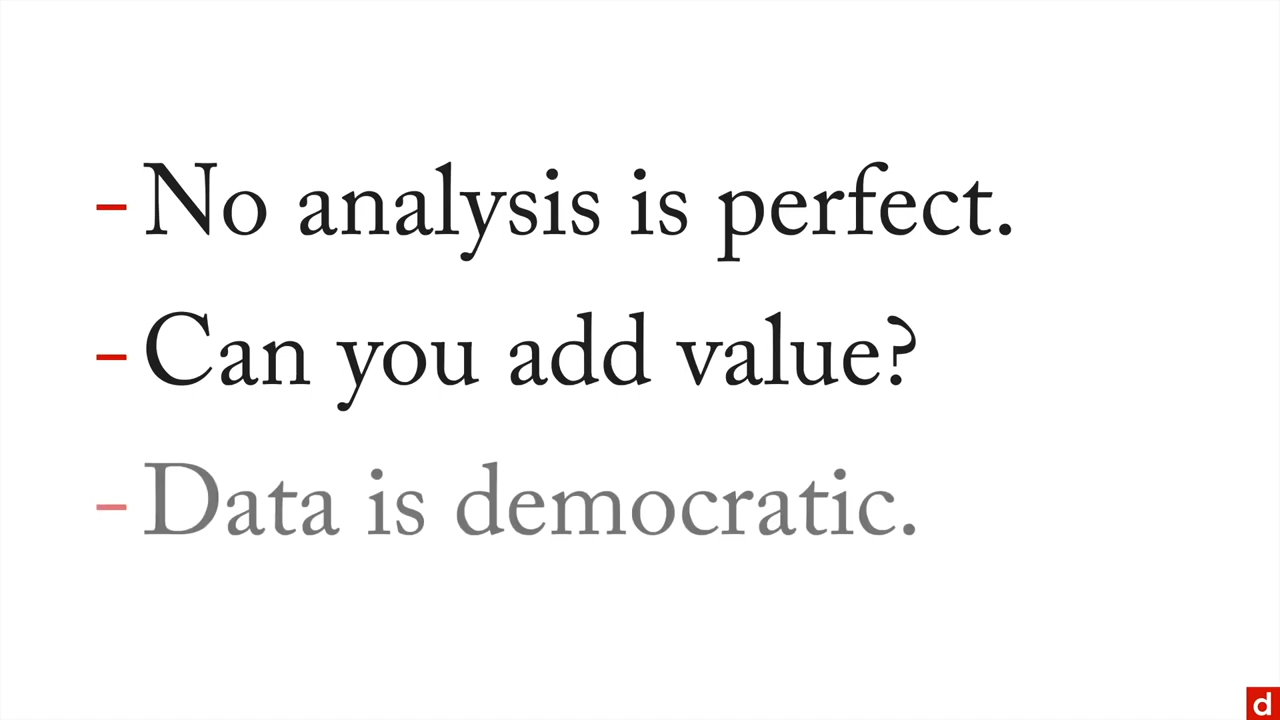 - No analysis is perfect.
- Can you add value?
- Data is democratic.
d